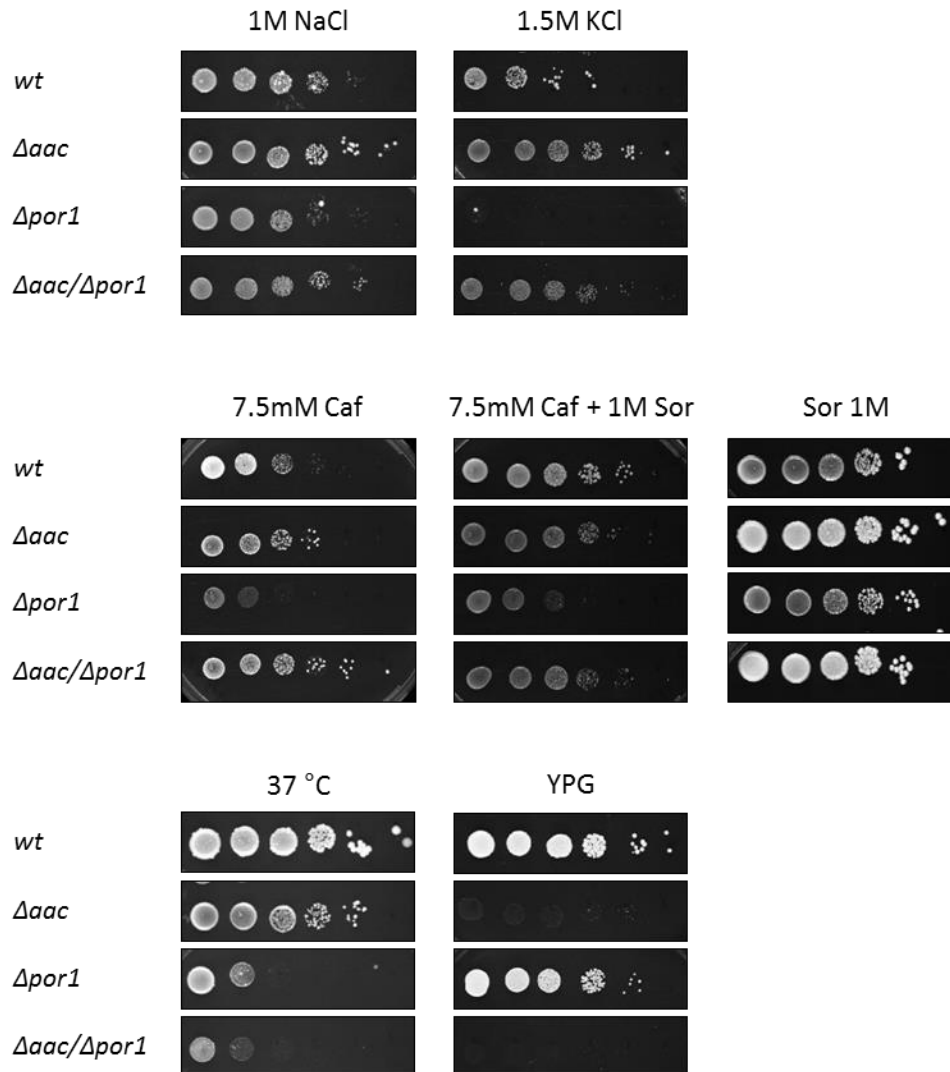 1M NaCl 1.5M KCl
wt
Δaac
Δpor1
Δaac/Δpor1
7.5mM Caf 7.5mM Caf + 1M Sor Sor 1M
wt
Δaac
Δpor1
Δaac/Δpor1
37 °C YPG
wt
Δaac
Δpor1
Δaac/Δpor1